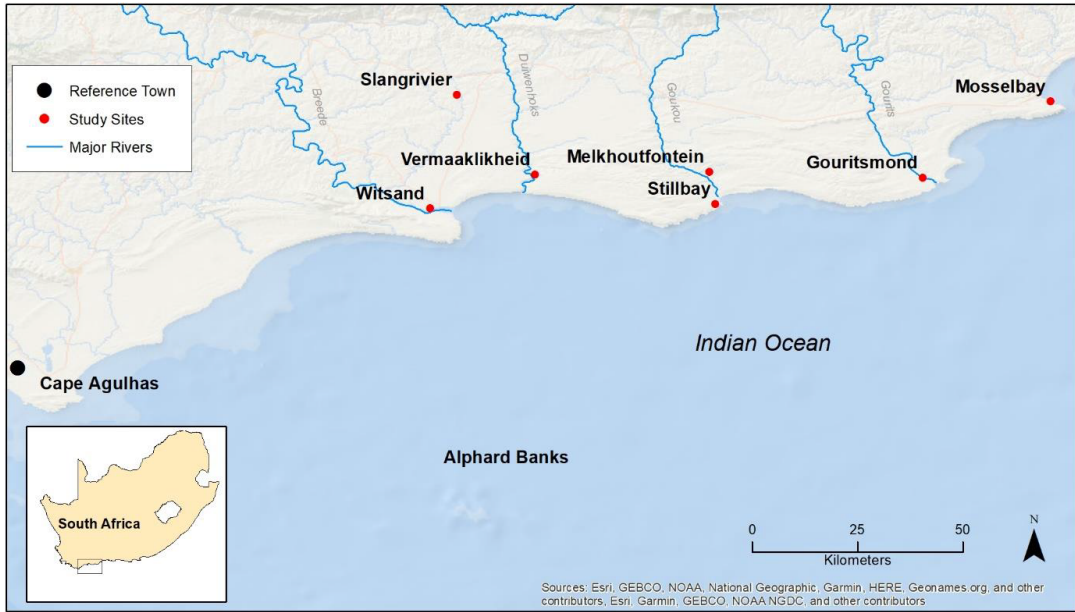 Reference Town
Study Sites
Major Rivers
Slangrivier
Breede
Duiwenhoks
Goukou
Gourits
Mosselbay
Vermaaklikheid
Melkhoutfontein
Gouritsmond
Witsand
Stillbay
Indian Ocean
Cape Agulhas
Alphard Banks
South Africa
0 25 50
Kilometers
N
Sources: Esri, GEBCO, NOAA, National Geographic, Garmin, HERE, Geonames.org, and other
contributors, Esri, Garmin, GEBCO, NOAA NGDC, and other contributors